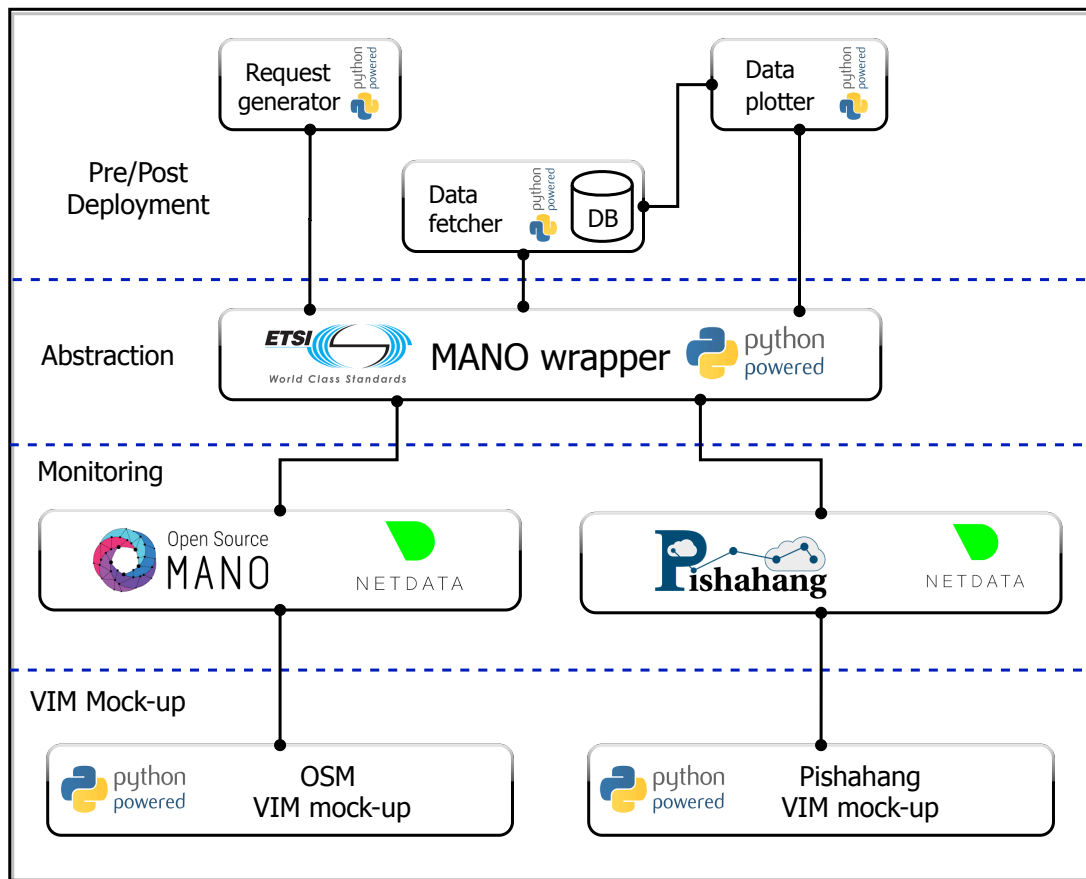 Request
generator
python
powered
Data
plotter
python
powered
Pre/Post
Deployment
Data
fetcher
python
powered
DB
Abstraction
ETSI
World Class Standards
MANO wrapper
python
powered
Monitoring
Open Source
MANO
NETDATA
Pishahang
NETDATA
VIM Mock-up
python
powered
OSM
VIM mock-up
python
powered
Pishahang
VIM mock-up